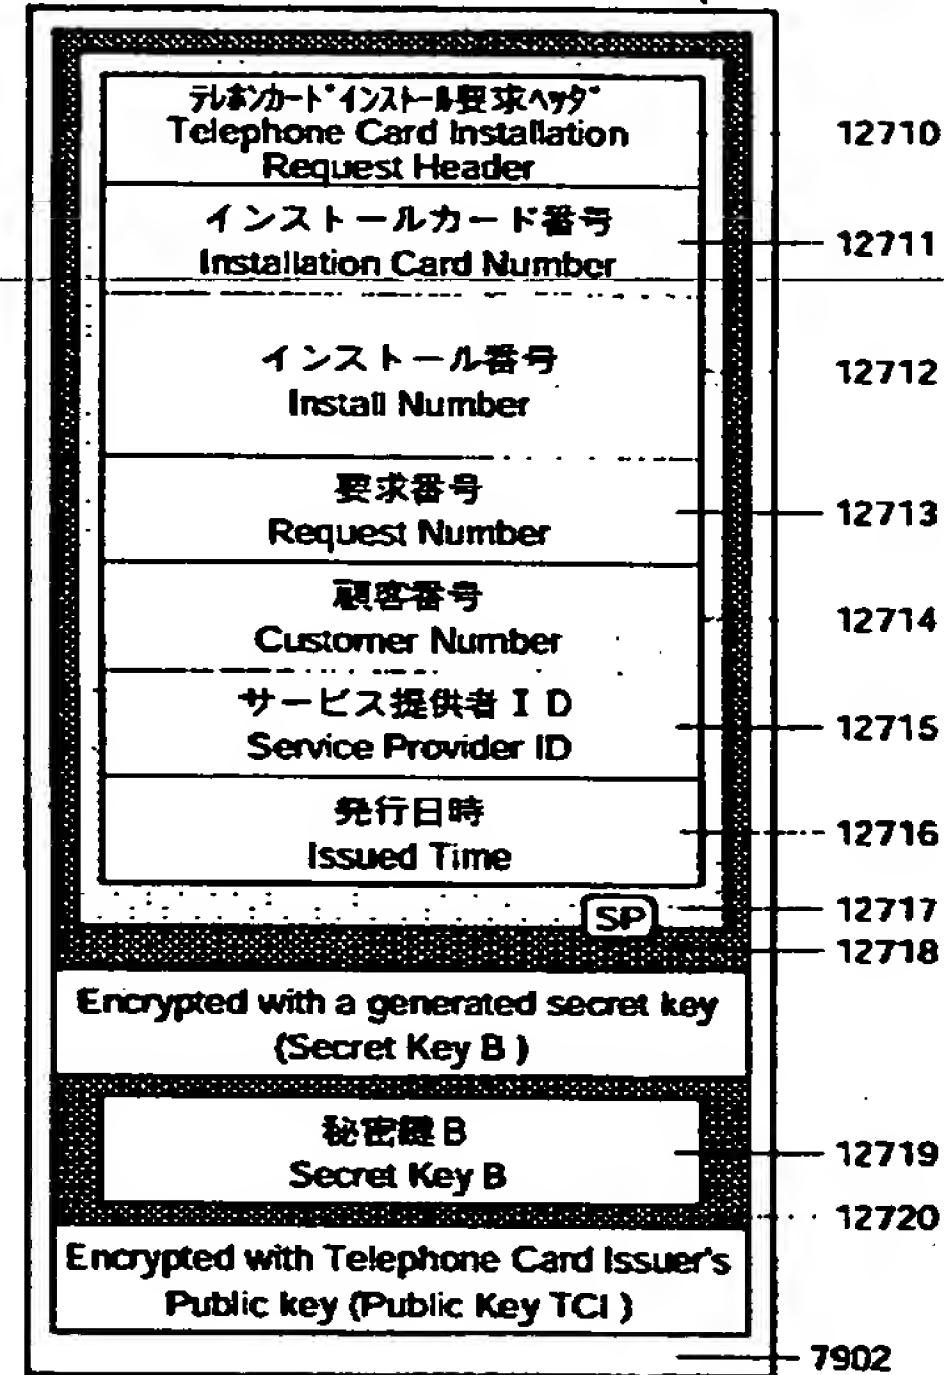 テレホンカードインストール要求ヘッダ
Telephone Card Installation
Request Header
12710
インストールカード番号
Installation Card Number
12711
インストール番号
Install Number
12712
要求番号
Request Number
12713
顧客番号
Customer Number
12714
サービス提供者ID
Service Provider ID
12715
発行日時
Issued Time
12716
SP
12717
12718
Encrypted with a generated secret key
(Secret Key B )
秘密鍵B
Secret Key B
12719
12720
Encrypted with Telephone Card Issuer's
Public key (Public Key TCI )
7902